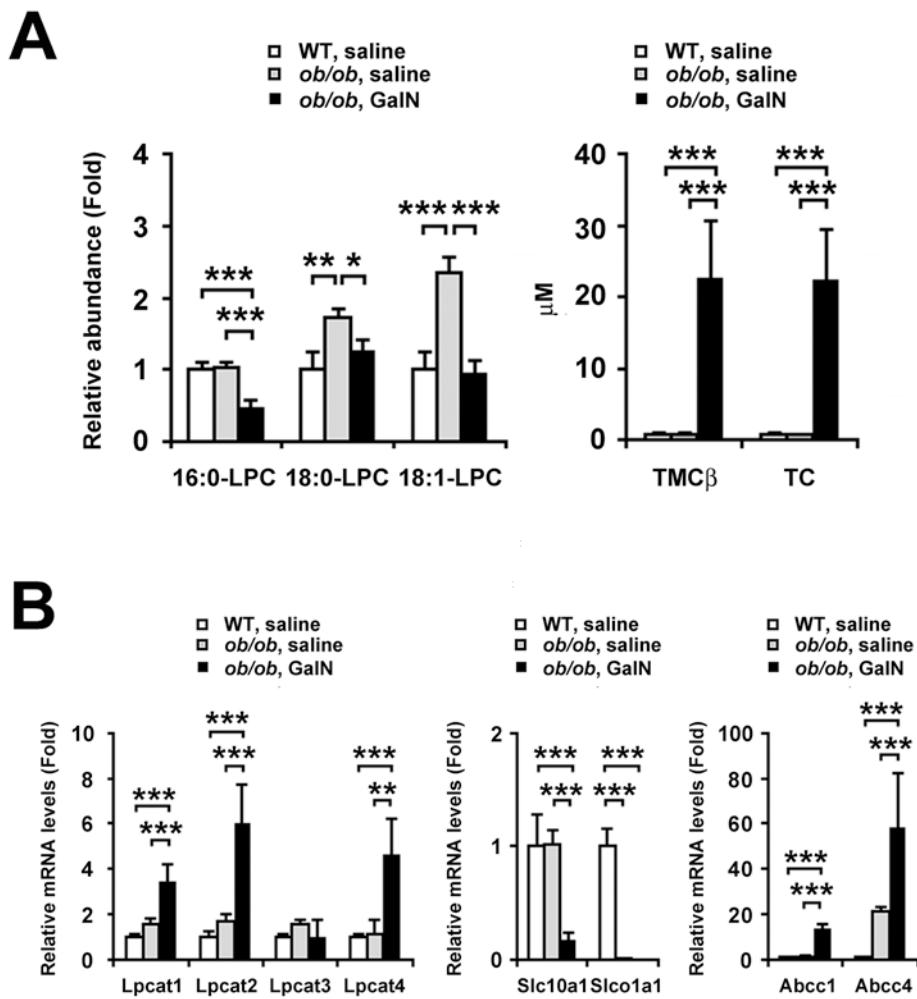 A
WT, saline
ob/ob, saline
ob/ob, GalN
Relative abundance (Fold)
4
3
2
1
0
*** *** ** * *** ***
16:0-LPC 18:0-LPC 18:1-LPC
WT, saline
ob/ob, saline
ob/ob, GalN
μM
40
30
20
10
0
*** *** *** ***
TMCβ TC
B
WT, saline
ob/ob, saline
ob/ob, GalN
Relative mRNA levels (Fold)
10
8
6
4
2
0
*** *** *** *** *** **
Lpcat1 Lpcat2 Lpcat3 Lpcat4
WT, saline
ob/ob, saline
ob/ob, GalN
Relative mRNA levels (Fold)
2
1
0
*** *** *** ***
Slc10a1 Slco1a1
WT, saline
ob/ob, saline
ob/ob, GalN
Relative mRNA levels (Fold)
100
80
60
40
20
0
*** *** *** ***
Abcc1 Abcc4